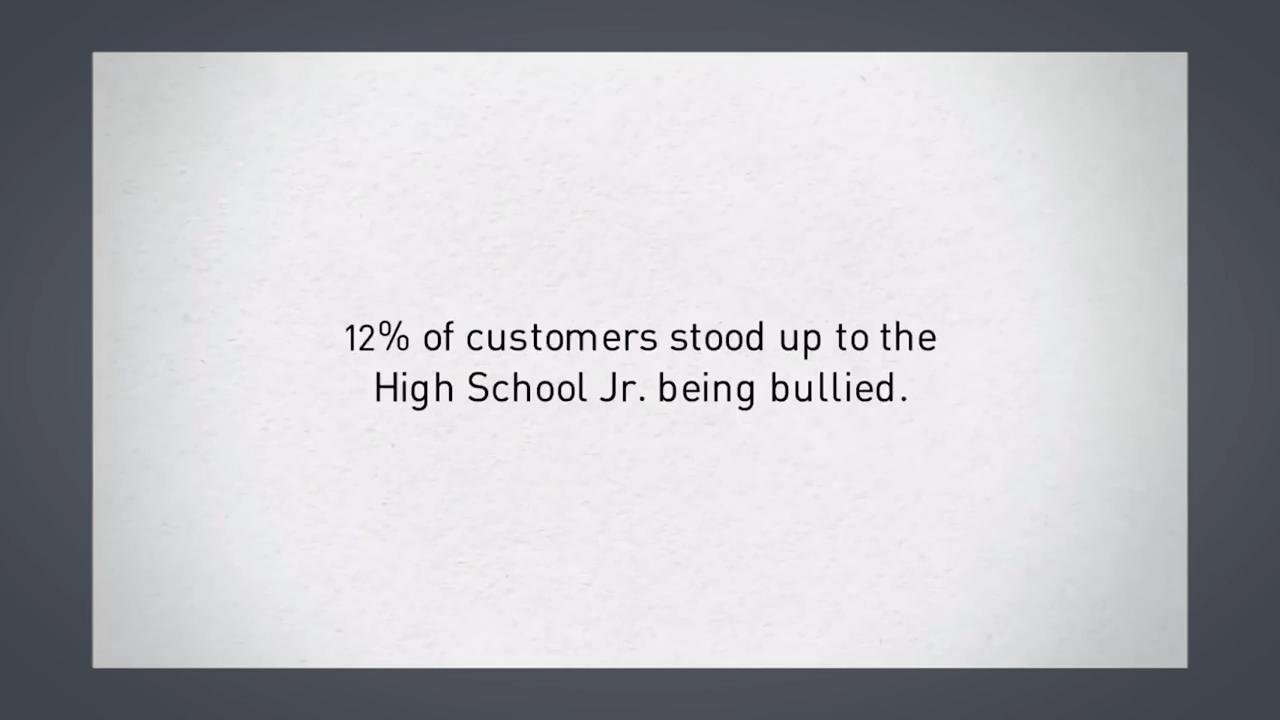 12% of customers stood up to the
High School Jr. being bullied.